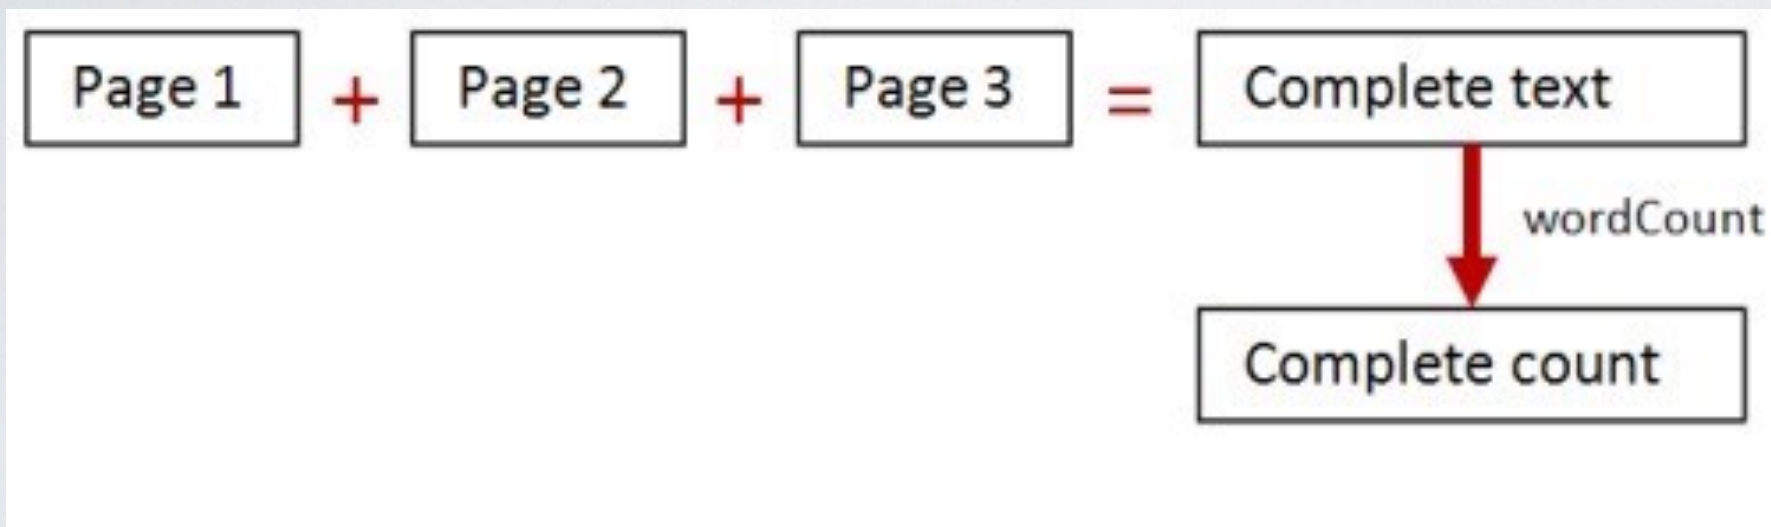 Page 1 + Page 2 + Page 3 = Complete text
wordCount
Complete count